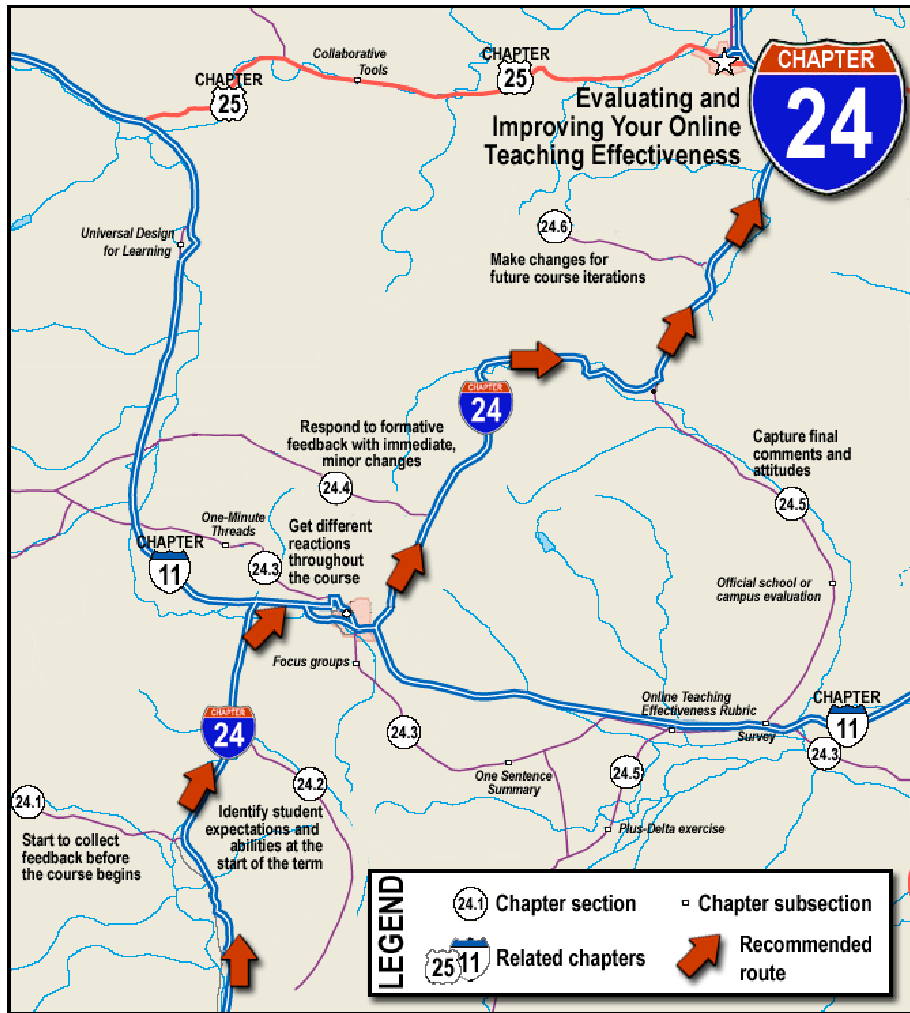 CHAPTER
25
Collaborative
Tools
CHAPTER
25
CHAPTER
24
Evaluating and
Improving Your Online
Teaching Effectiveness
Universal Design
for Learning
24.6
Make changes for
future course iterations
CHAPTER
24
Respond to formative
feedback with immediate,
minor changes
24.4
Capture final
comments and
attitudes
24.5
One-Minute
Threads
CHAPTER
11
24.3
Get different
reactions
throughout
the course
Official school or
campus evaluation
Focus groups
Online Teaching
Effectiveness Rubric
CHAPTER
11
Survey
24.3
CHAPTER
24
24.3
One Sentence
Summary
24.5
Plus-Delta exercise
24.2
Identify student
expectations and
abilities at the
start of the term
24.1
Start to collect
feedback before
the course begins
LEGEND
24.1 Chapter section
Chapter subsection
25 11 Related chapters
Recommended
route